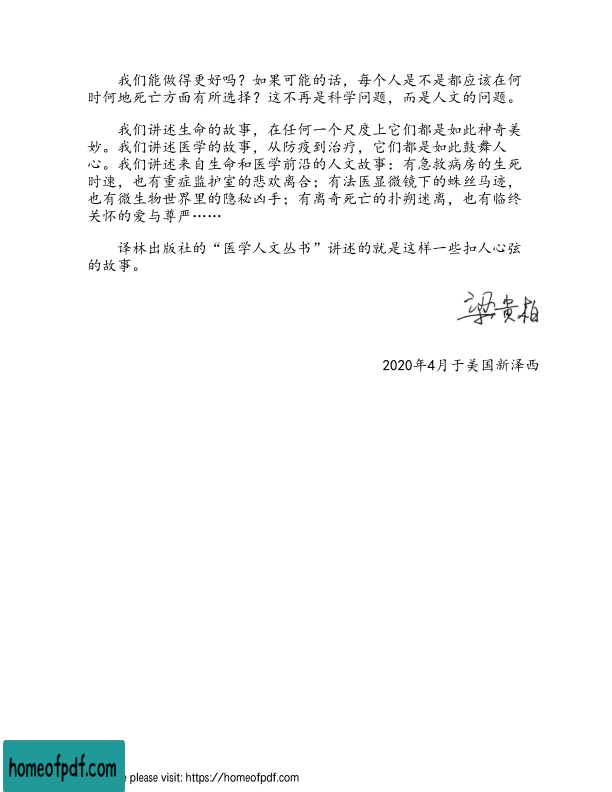 我们能做得更好吗？如果可能的话，每个人是不是都应该在何
时何地死亡方面有所选择？这不再是科学问题，而是人文的问题。
我们讲述生命的故事，在任何一个尺度上它们都是如此神奇美
妙。我们讲述医学的故事，从防疫到治疗，它们都是如此鼓舞人
心。我们讲述来自生命和医学前沿的人文故事：有急救病房的生死
时速，也有重症监护室的悲欢离合；有法医显微镜下的蛛丝马迹，
也有微生物世界里的隐秘凶手；有离奇死亡的扑朔迷离，也有临终
关怀的爱与尊严……
译林出版社的“医学人文丛书”讲述的就是这样一些扣人心弦
的故事。
梁贵柏
2020年4月于美国新泽西
homeofpdf.com
e please visit: https://homeofpdf.com